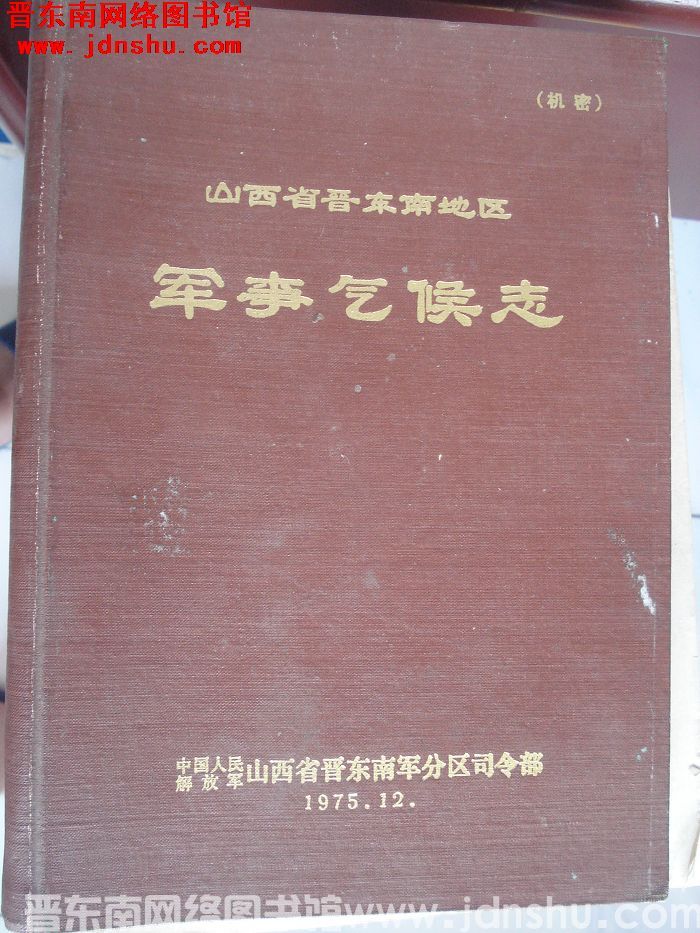 晋东南网络图书馆
www.jdnshu.com
（机密）
山西省晋东南地区
军事气候志
中国人民
解放军
山西省晋东南军分区司令部
1975.12.
晋东南网络图书馆www.jdnshu.com